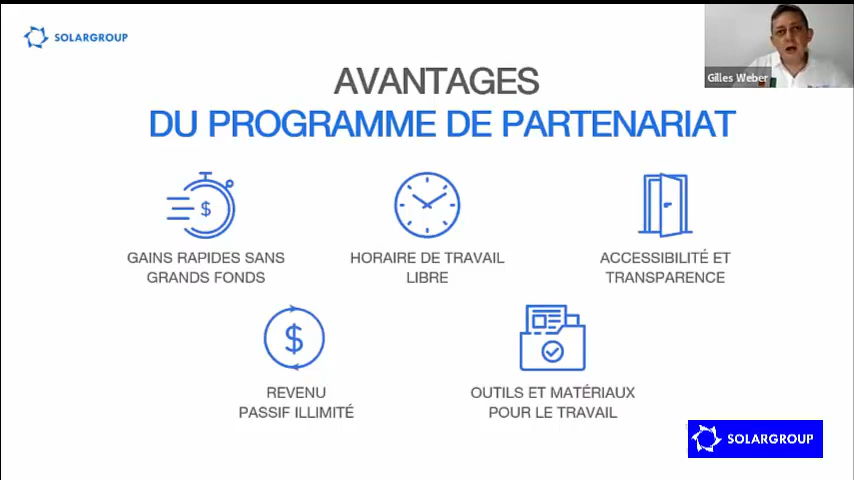 SOLARGROUP
Gilles Weber
AVANTAGES
DU PROGRAMME DE PARTENARIAT
$
GAINS RAPIDES SANS
GRANDS FONDS
HORAIRE DE TRAVAIL
LIBRE
ACCESSIBILITÉ ET
TRANSPARENCE
$
REVENU
PASSIF ILLIMITÉ
OUTILS ET MATÉRIAUX
POUR LE TRAVAIL
SOLARGROUP